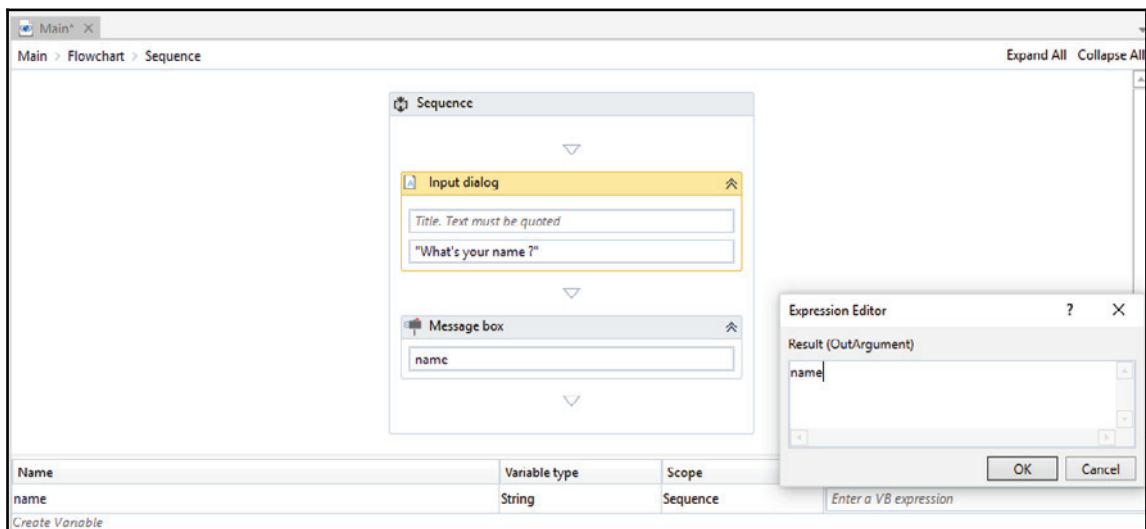 Main* X
Main > Flowchart > Sequence
Expand All Collapse All
Sequence
Input dialog
Title. Text must be quoted
"What's your name ?"
Message box
name
Expression Editor ? X
Result (OutArgument)
name
OK Cancel
Name Variable type Scope
name String Sequence Enter a VB expression
Create Variable